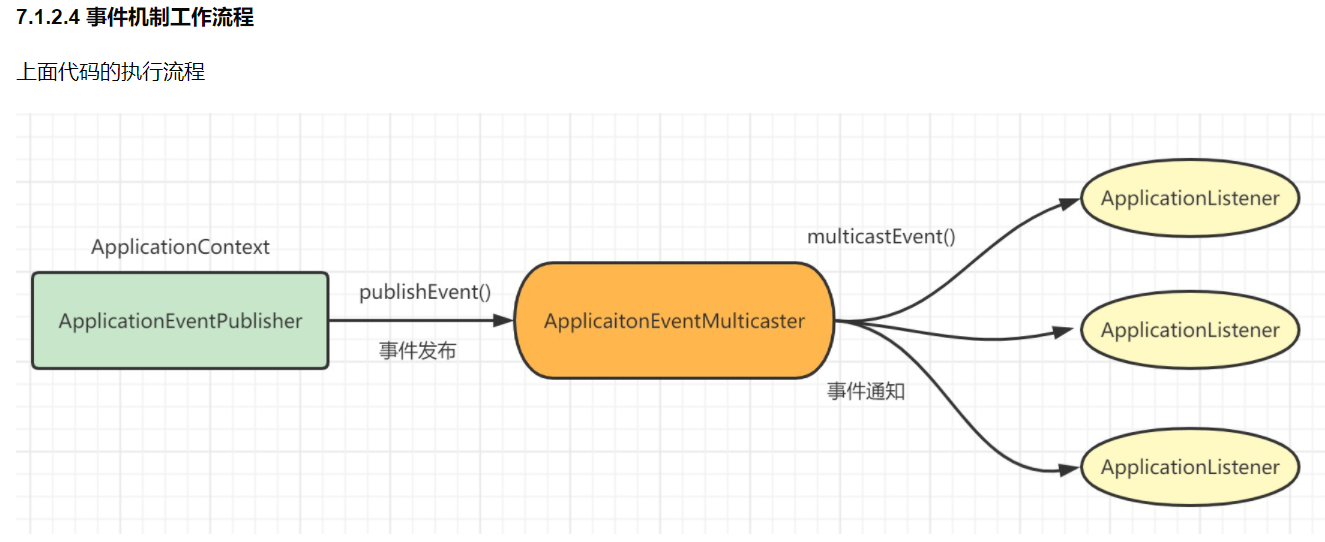 7.1.2.4 事件机制工作流程
上面代码的执行流程
ApplicationContext
ApplicationEventPublisher
publishEvent()
事件发布
ApplicaitonEventMulticaster
multicastEvent()
事件通知
ApplicationListener
ApplicationListener
ApplicationListener